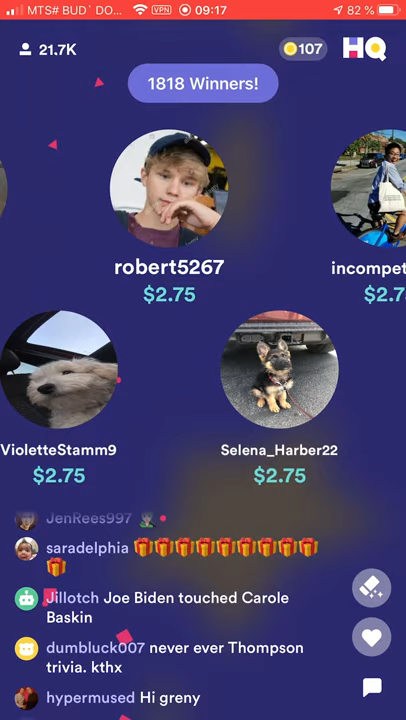 MTS# BUD` DO... VPN 09:17 82 %
21.7K 107 HQ
1818 Winners!
robert5267
$2.75
incompet
$2.7
VioletteStamm9
$2.75
Selena_Harber22
$2.75
JenRees997
saradelphia
Jillotch Joe Biden touched Carole
Baskin
dumbluck007 never ever Thompson
trivia. kthx
hypermused Hi greny